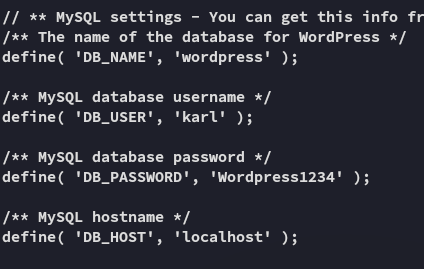 // ** MySQL settings - You can get this info fr
/** The name of the database for WordPress */
define( 'DB_NAME', 'wordpress' );
/** MySQL database username */
define( 'DB_USER', 'karl' );
/** MySQL database password */
define( 'DB_PASSWORD', 'Wordpress1234' );
/** MySQL hostname */
define( 'DB_HOST', 'localhost' );